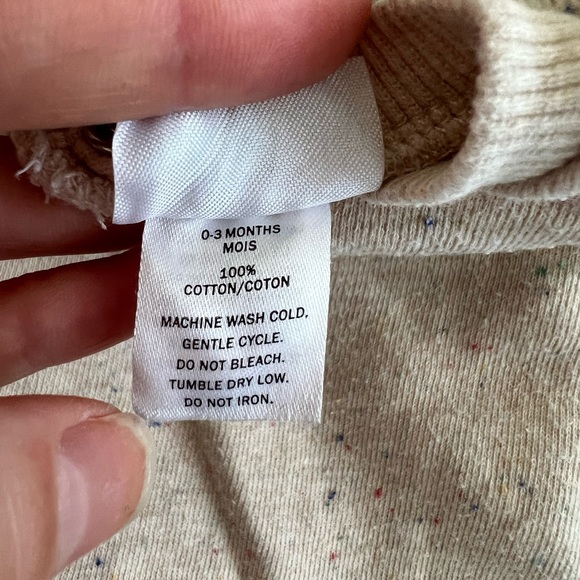 0-3 MONTHS
MOIS
100%
COTTON/COTON
MACHINE WASH COLD.
GENTLE CYCLE.
DO NOT BLEACH.
TUMBLE DRY LOW.
DO NOT IRON.